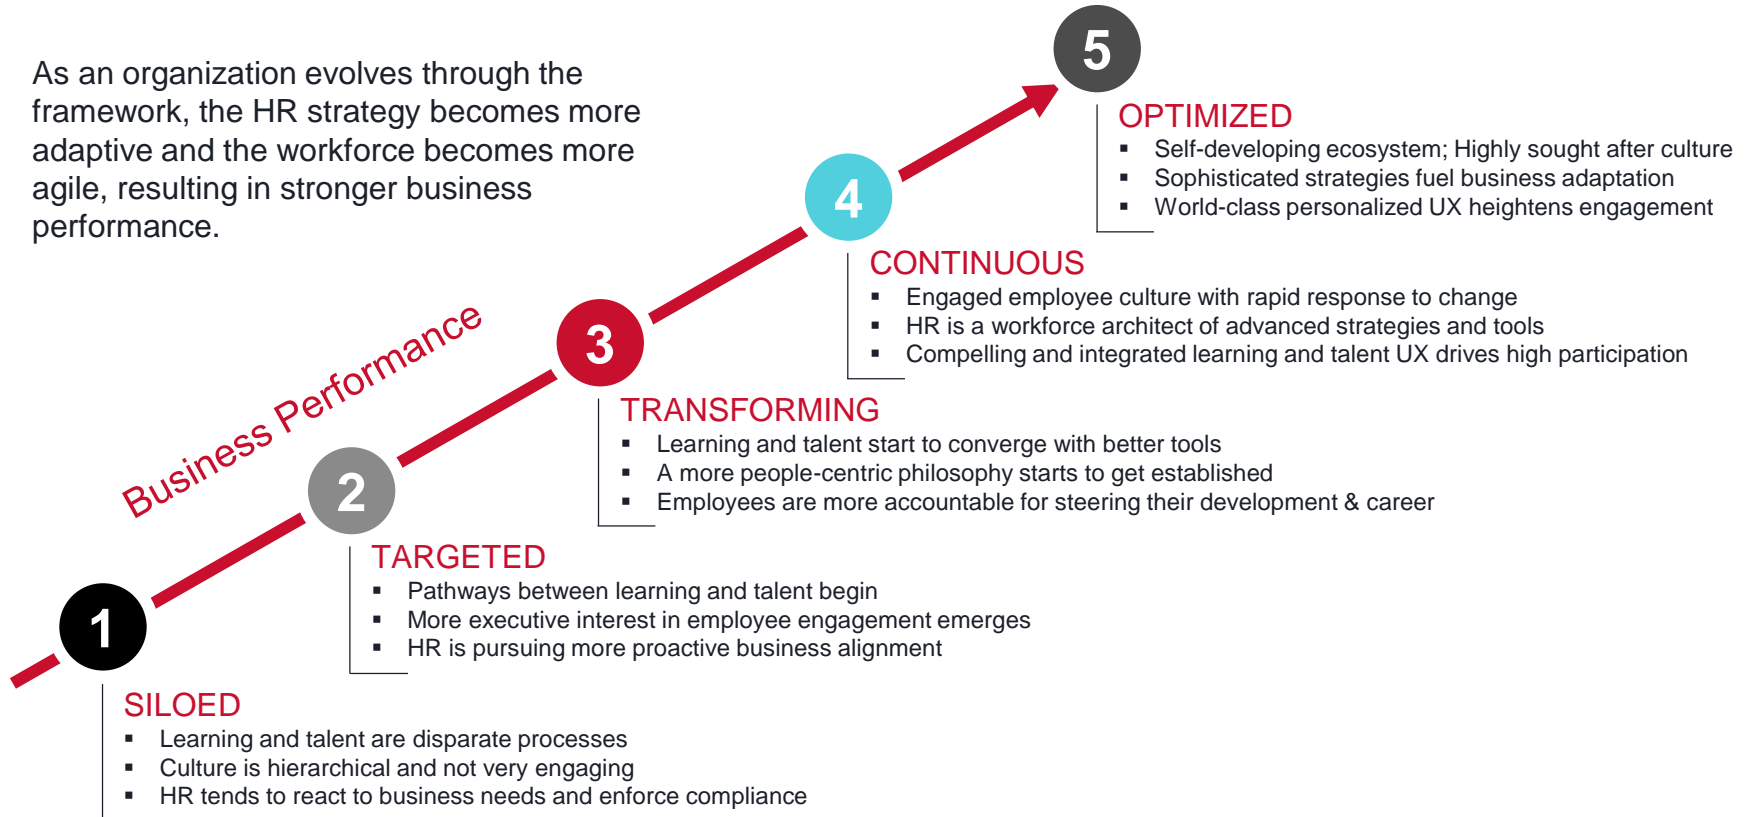 As an organization evolves through the
framework, the HR strategy becomes more
adaptive and the workforce becomes more
agile, resulting in stronger business
performance.
Business Performance
5
OPTIMIZED
▪ Self-developing ecosystem; Highly sought after culture
▪ Sophisticated strategies fuel business adaptation
▪ World-class personalized UX heightens engagement
4
CONTINUOUS
▪ Engaged employee culture with rapid response to change
▪ HR is a workforce architect of advanced strategies and tools
▪ Compelling and integrated learning and talent UX drives high participation
3
TRANSFORMING
▪ Learning and talent start to converge with better tools
▪ A more people-centric philosophy starts to get established
▪ Employees are more accountable for steering their development & career
2
TARGETED
▪ Pathways between learning and talent begin
▪ More executive interest in employee engagement emerges
▪ HR is pursuing more proactive business alignment
1
SILOED
▪ Learning and talent are disparate processes
▪ Culture is hierarchical and not very engaging
▪ HR tends to react to business needs and enforce compliance